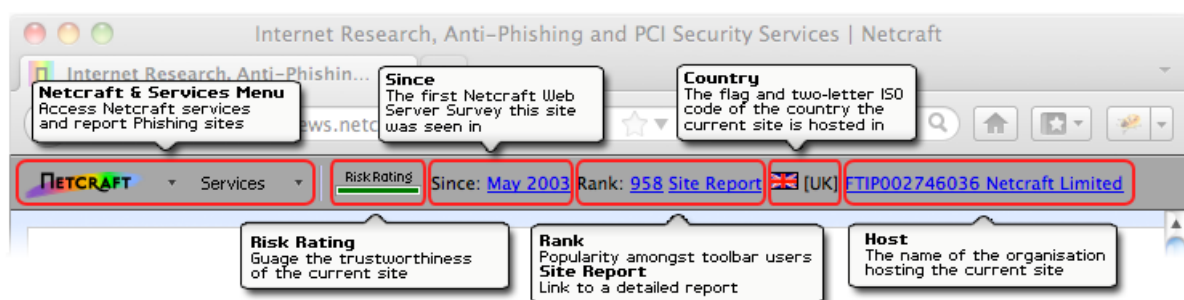 Internet Research, Anti-Phishing and PCI Security Services | Netcraft
Internet Research, Anti-Phishin...
Netcraft & Services Menu
Access Netcraft services
and report Phishing sites
Since
The first Netcraft Web
Server Survey this site
was seen in
Country
The flag and two-letter ISO
code of the country the
current site is hosted in
ews.netc
NETCRAFT Services Risk Rating Since: May 2003 Rank: 958 Site Report [UK] FTIP002746036 Netcraft Limited
Risk Rating
Guage the trustworthiness
of the current site
Rank
Popularity amongst toolbar users
Site Report
Link to a detailed report
Host
The name of the organisation
hosting the current site